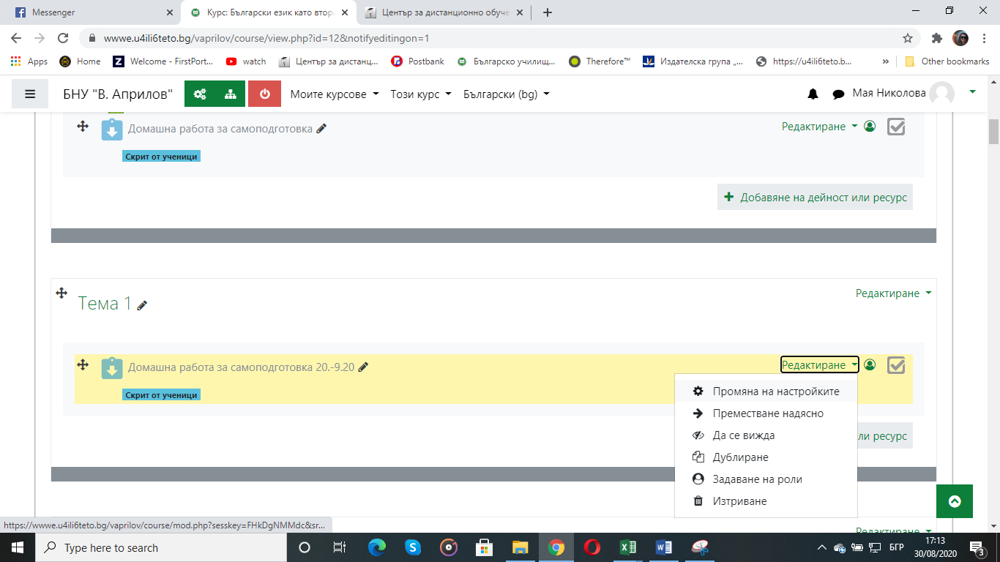 Messenger
Курс: Български език като втори
Център за дистанционно обуче
wwwe.u4ili6teto.bg/vaprilov/course/view.php?id=12&notifyeditingon=1
Apps
Home
Welcome - FirstPort...
watch
Център за дистанц...
Postbank
Българско училищ...
Therefore™
Издателска група „...
https://u4ili6teto.b...
»
Other bookmarks
БНУ "В. Априлов"
Моите курсове
Този курс
Български (bg)
Мая Николова
Домашна работа за самоподготовка
Редактиране
Скрит от ученици
Добавяне на дейност или ресурс
Тема 1
Редактиране
Домашна работа за самоподготовка 20.-9.20
Редактиране
Скрит от ученици
Промяна на настройките
Преместване надясно
Да се вижда
ли ресурс
Дублиране
Задаване на роли
Изтриване
https://wwwe.u4ili6teto.bg/vaprilov/course/mod.php?sesskey=FHkDgNMMdc&sr...
Редактиране
Type here to search
БГР
17:13
30/08/2020
3